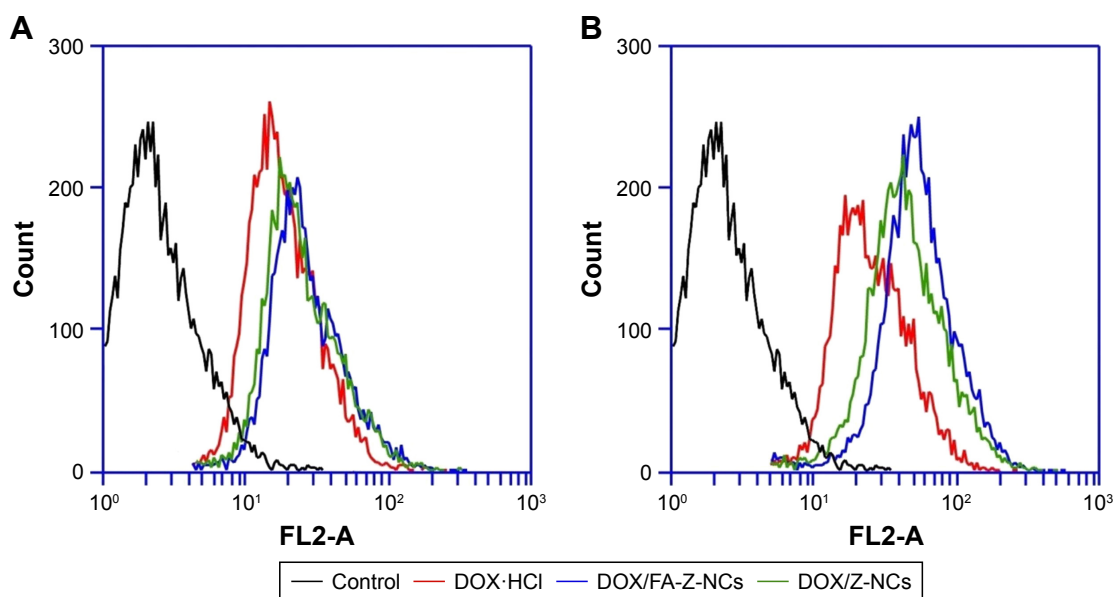 A
B
300
200
100
0
Count
10⁰ 10¹ 10² 10³
FL2-A
300
200
100
0
Count
10⁰ 10¹ 10² 10³
FL2-A
Control DOX·HCl DOX/FA-Z-NCs DOX/Z-NCs